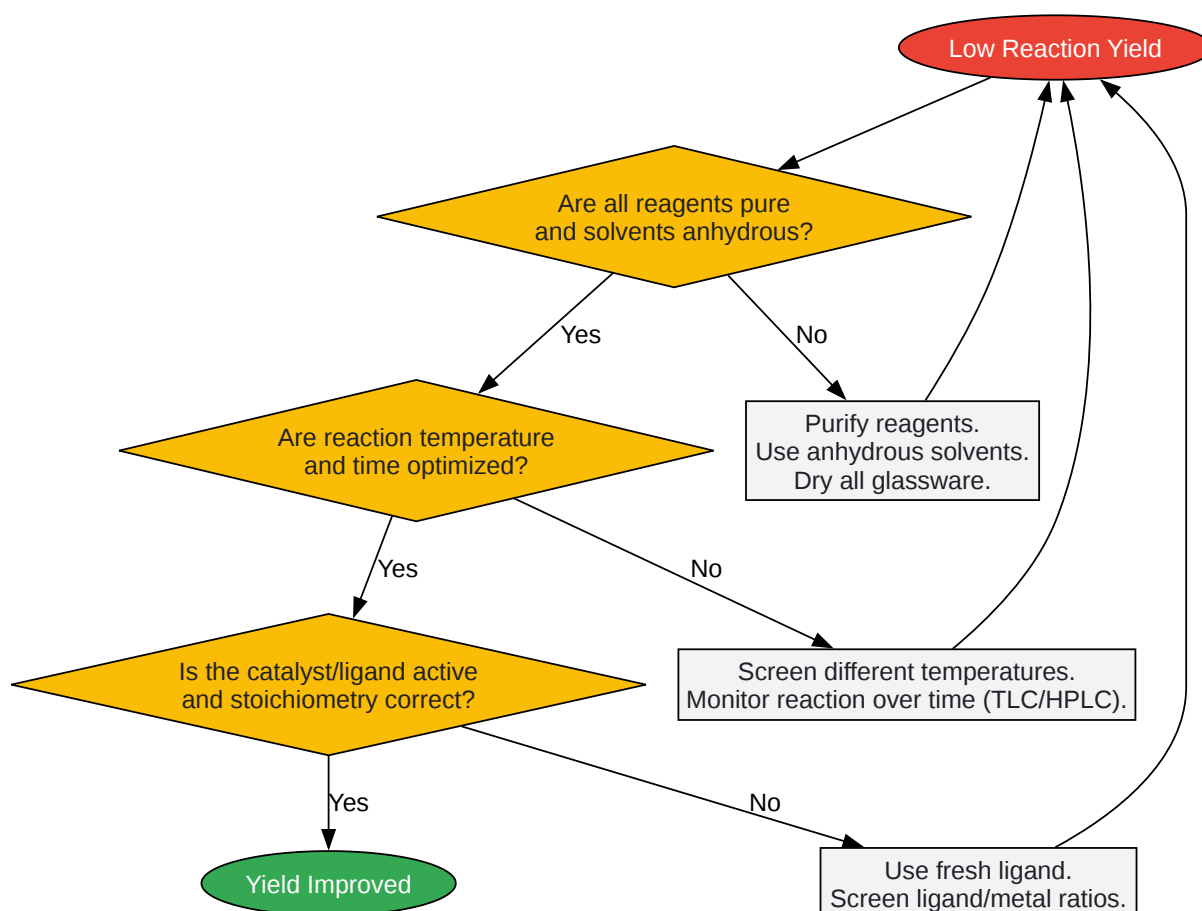 Low Reaction Yield
Are all reagents pure
and solvents anhydrous?
Yes
No
Purify reagents.
Use anhydrous solvents.
Dry all glassware.
Are reaction temperature
and time optimized?
Yes
No
Screen different temperatures.
Monitor reaction over time (TLC/HPLC).
Is the catalyst/ligand active
and stoichiometry correct?
Yes
No
Yield Improved
Use fresh ligand.
Screen ligand/metal ratios.